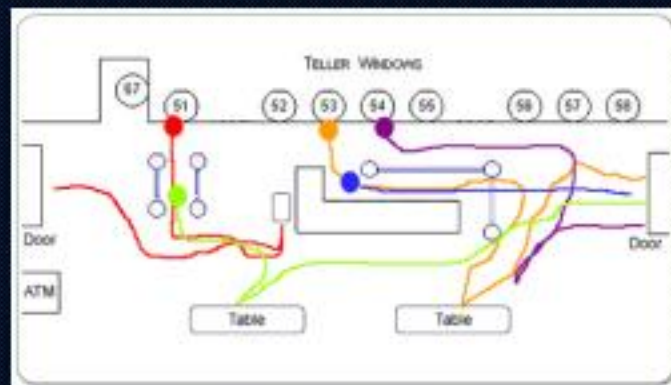 TELLER WINDOWS
67
51
52
53
54
55
56
57
58
Door
Door
ATM
Table
Table